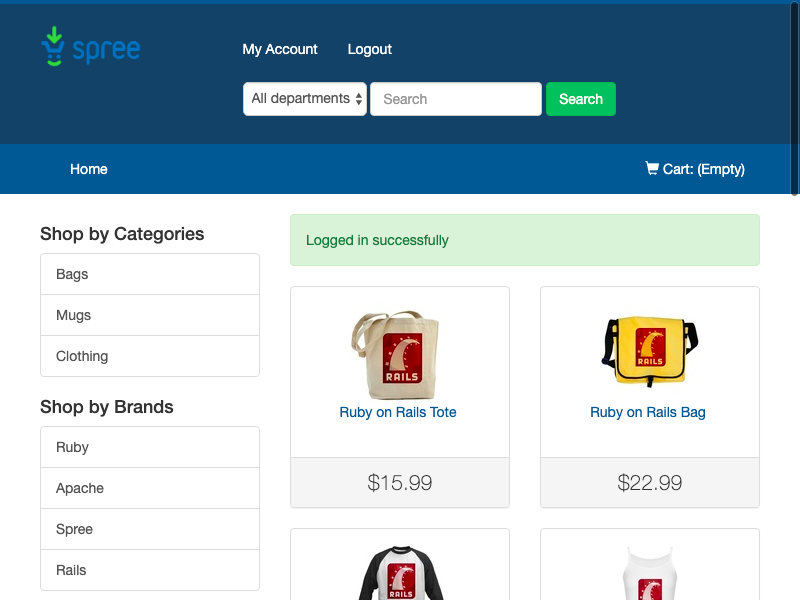 spree
My Account
Logout
All departments
Search
Search
Home
Cart: (Empty)
Shop by Categories
Bags
Mugs
Clothing
Shop by Brands
Ruby
Apache
Spree
Rails
Logged in successfully
RAILS
Ruby on Rails Tote
$15.99
RAILS
Ruby on Rails Bag
$22.99
RAILS
RAILS